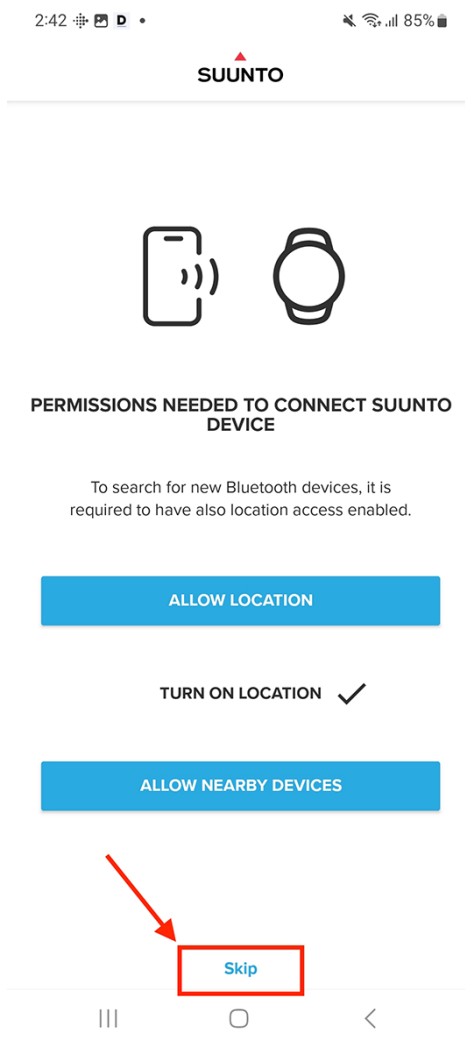 2:42 D 85%
SUUNTO
PERMISSIONS NEEDED TO CONNECT SUUNTO
DEVICE
To search for new Bluetooth devices, it is
required to have also location access enabled.
ALLOW LOCATION
TURN ON LOCATION
ALLOW NEARBY DEVICES
Skip